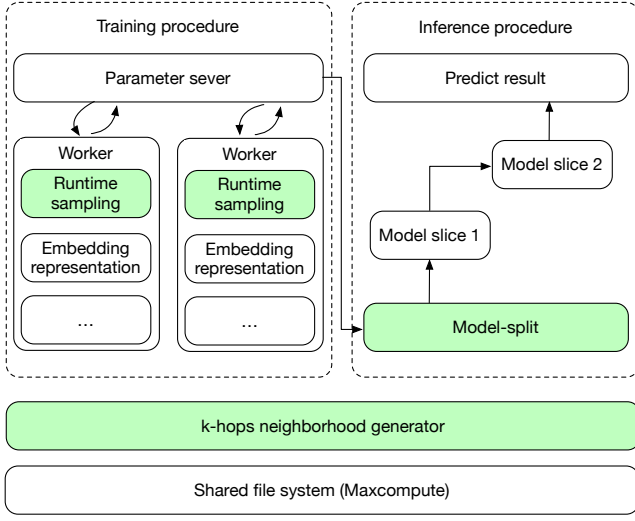 Training procedure
Parameter sever
Worker
Runtime
sampling
Embedding
representation
...
Worker
Runtime
sampling
Embedding
representation
...
Inference procedure
Predict result
Model slice 2
Model slice 1
Model-split
k-hops neighborhood generator
Shared file system (Maxcompute)